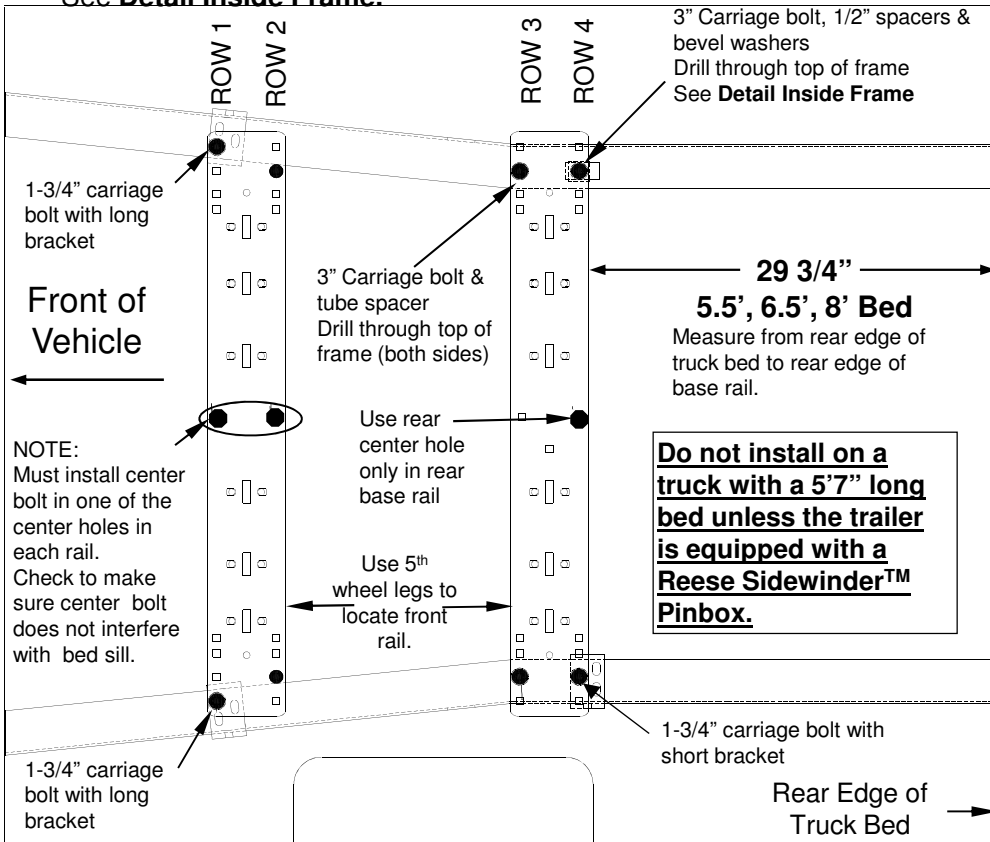 See Detail Inside Frame.
ROW 1
ROW 2
ROW 3
ROW 4
3” Carriage bolt, 1/2” spacers &
bevel washers
Drill through top of frame
See Detail Inside Frame
1-3/4” carriage
bolt with long
bracket
Front of
Vehicle
3” Carriage bolt &
tube spacer
Drill through top of
frame (both sides)
29 3/4”
5.5’, 6.5’, 8’ Bed
Measure from rear edge of
truck bed to rear edge of
base rail.
NOTE:
Must install center
bolt in one of the
center holes in
each rail.
Check to make
sure center bolt
does not interfere
with bed sill.
Use rear
center hole
only in rear
base rail
Do not install on a
truck with a 5’7” long
bed unless the trailer
is equipped with a
Reese Sidewinder™
Pinbox.
Use 5th
wheel legs to
locate front
rail.
1-3/4” carriage
bolt with long
bracket
1-3/4” carriage bolt with
short bracket
Rear Edge of
Truck Bed